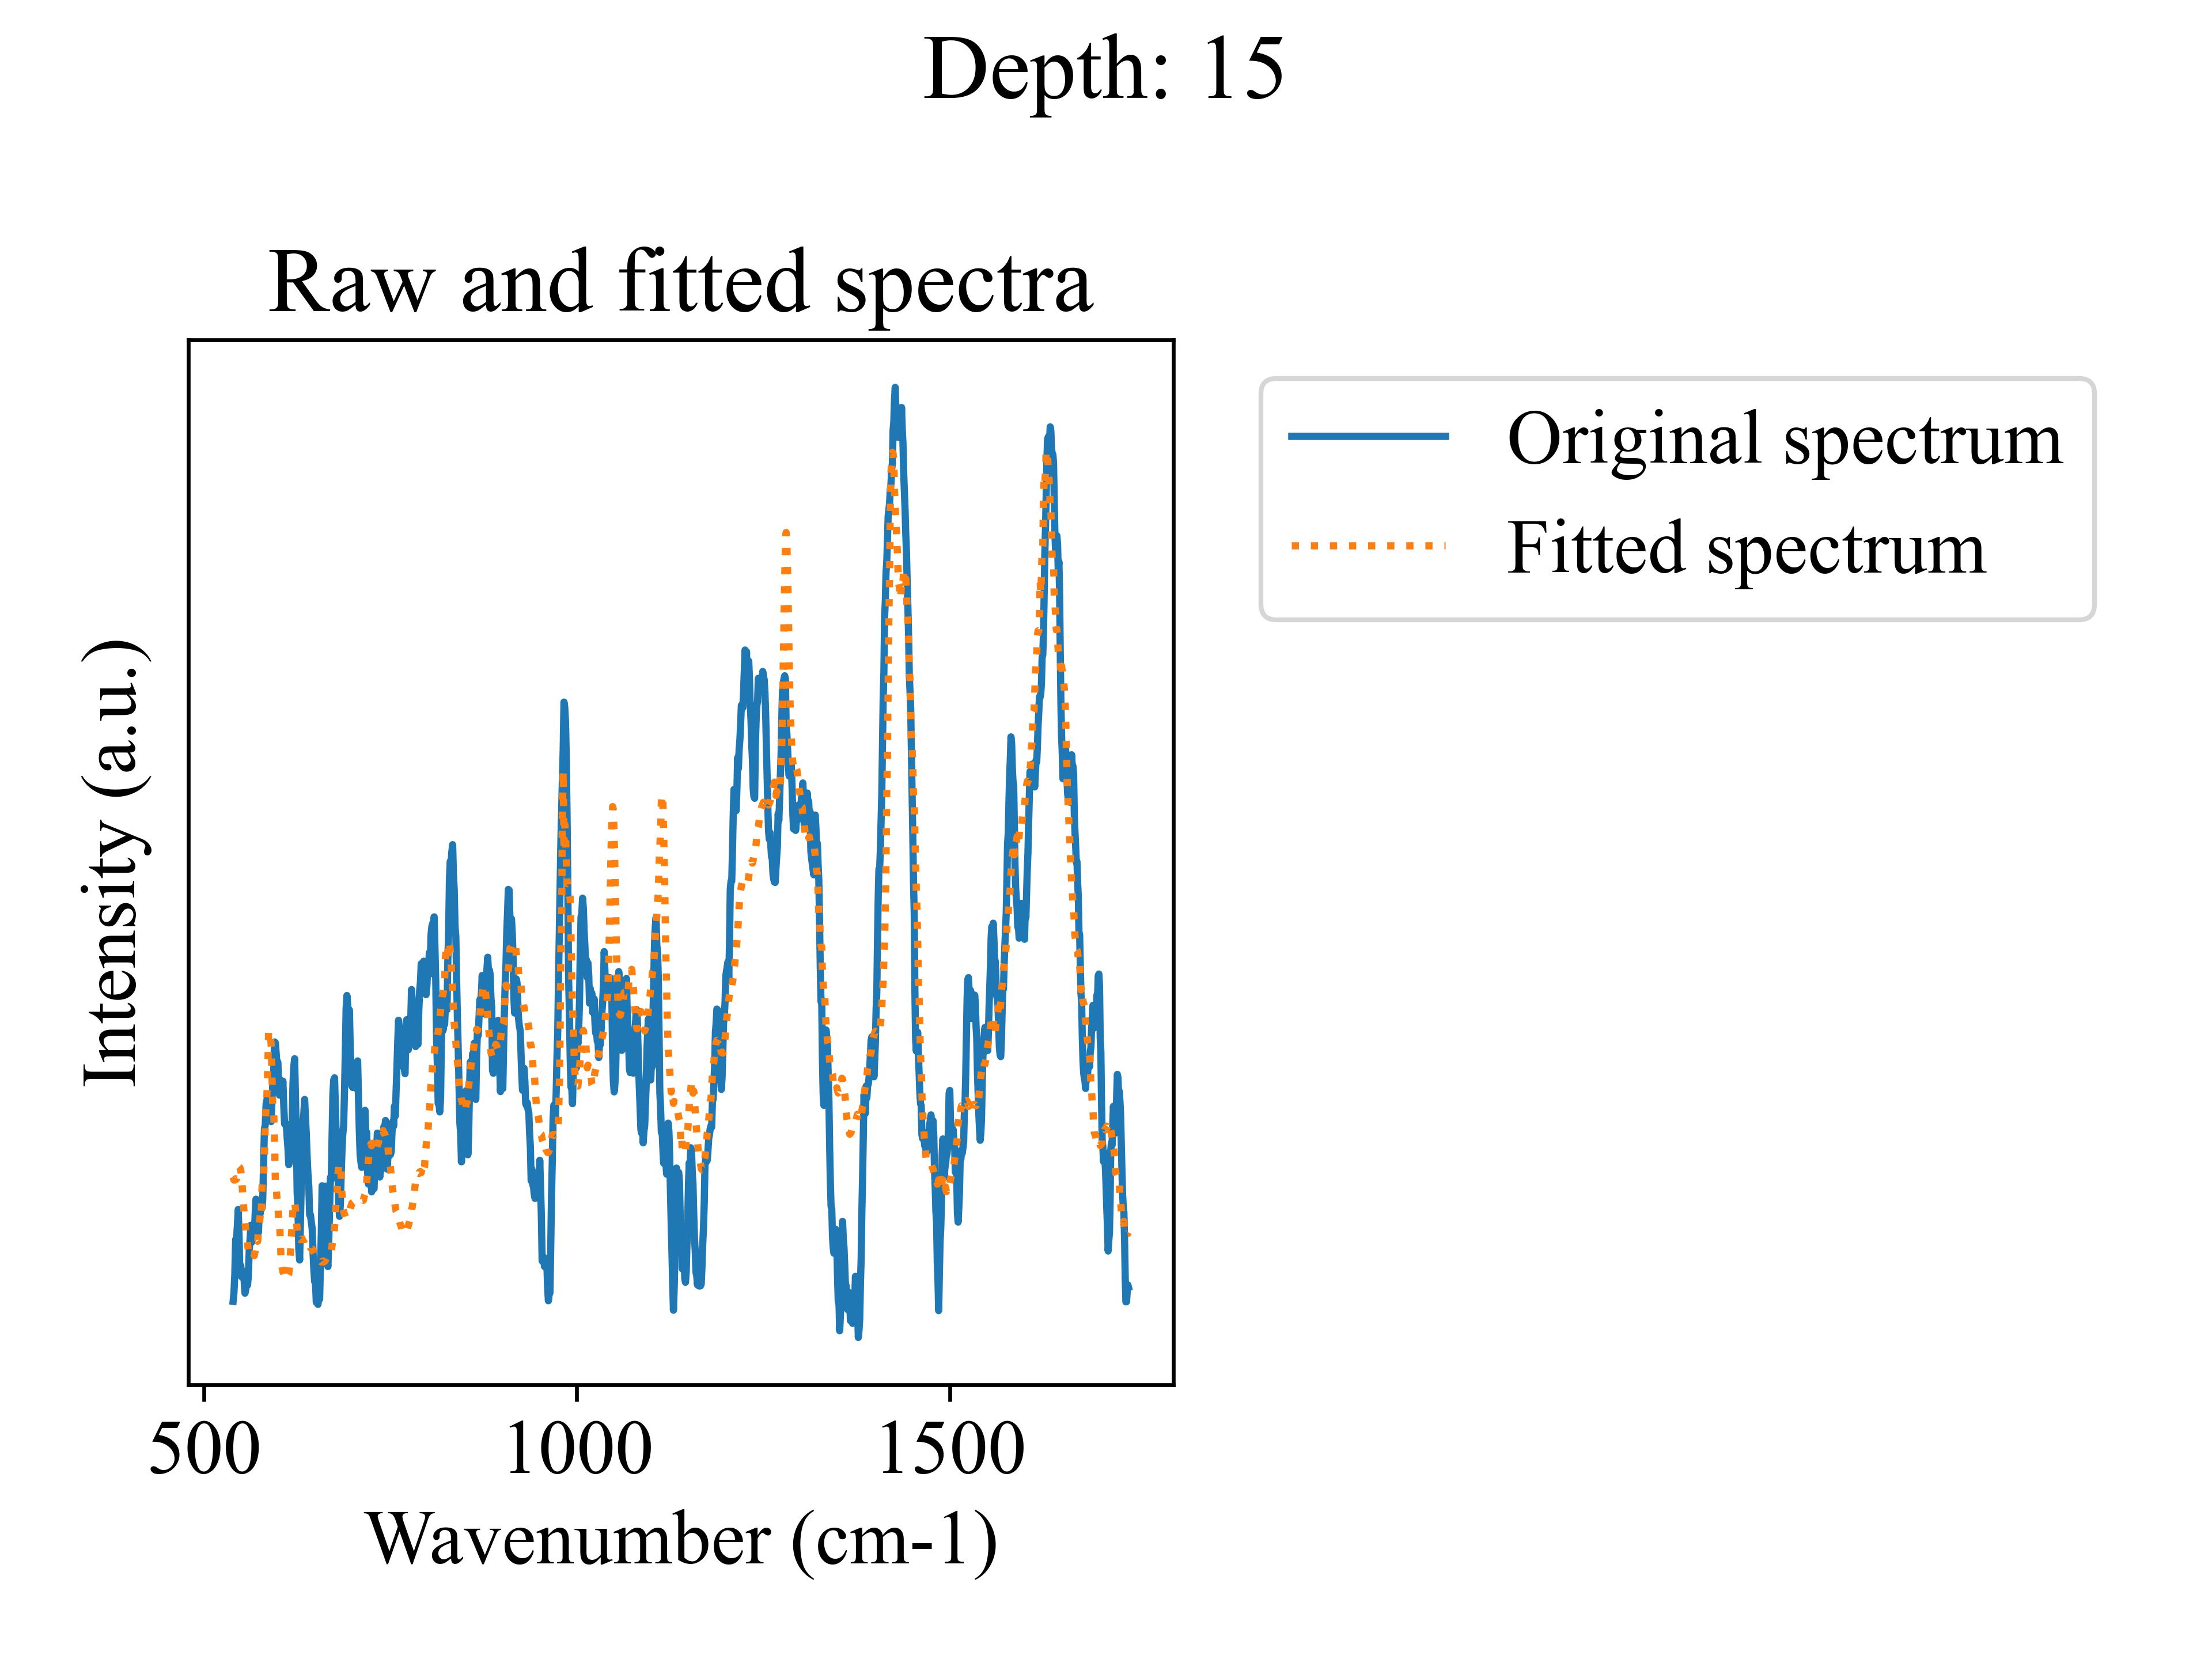 Depth: 15
Raw and fitted spectra
Original spectrum
Fitted spectrum
Intensity (a.u.)
500 1000 1500
Wavenumber (cm-1)